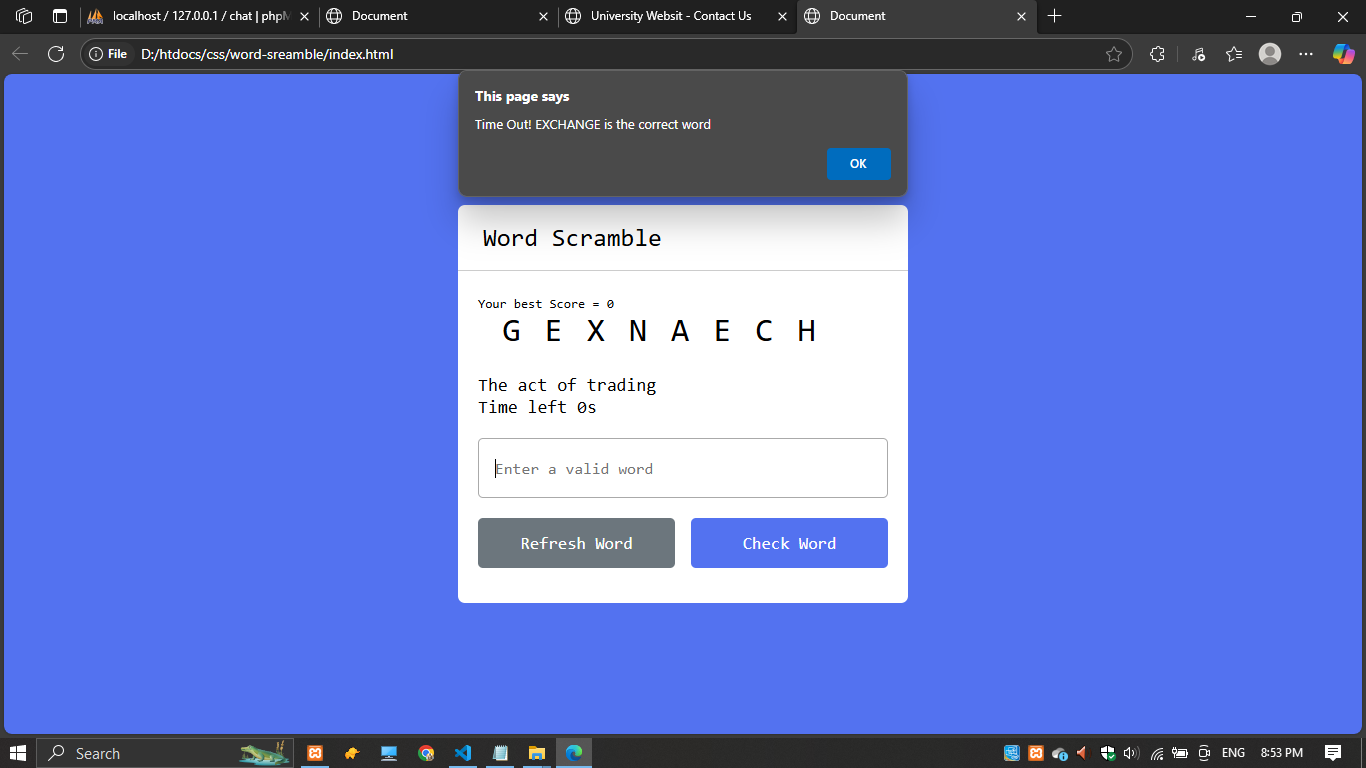 localhost / 127.0.0.1 / chat | phpM
Document
University Websit - Contact Us
Document
File
D:/htdocs/css/word-sreamble/index.html
This page says
Time Out! EXCHANGE is the correct word
OK
Word Scramble
Your best Score = 0
G E X N A E C H
The act of trading
Time left 0s
Enter a valid word
Refresh Word
Check Word
Search
ENG
8:53 PM